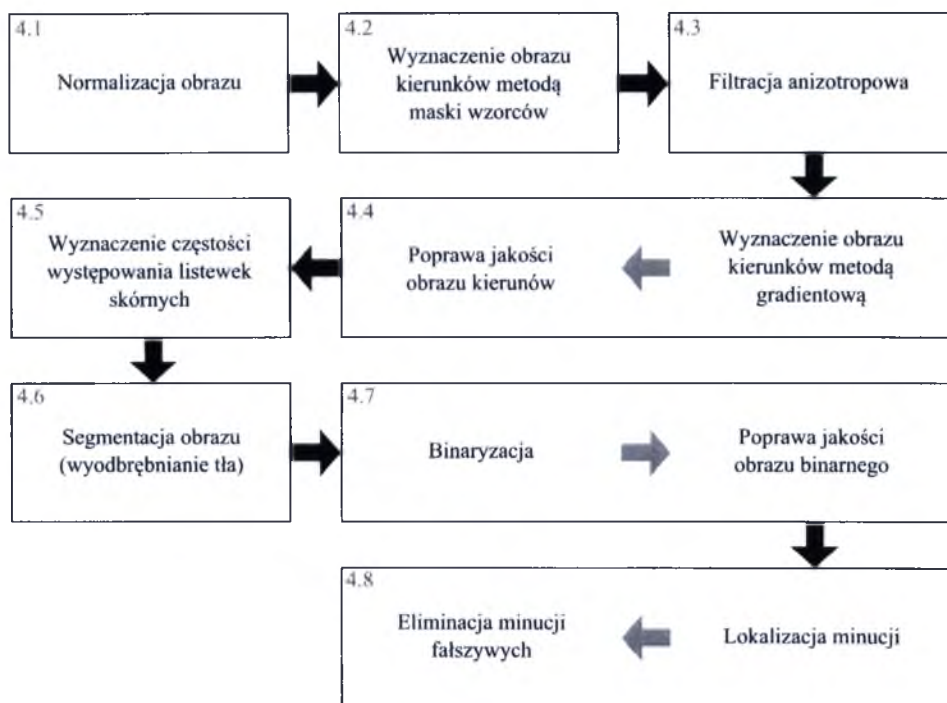 4.1
Normalizacja obrazu
4.2
Wyznaczenie obrazu
kierunków metodą
maski wzorców
4.3
Filtracja anizotropowa
4.4
Wyznaczenie obrazu
kierunków metodą
gradientową
Poprawa jakości
obrazu kierunów
4.5
Wyznaczenie częstości
występowania listewek
skórnych
4.6
Segmentacja obrazu
(wyodbrębnianie tła)
4.7
Binaryzacja
Poprawa jakości
obrazu binarnego
4.8
Lokalizacja minucji
Eliminacja minucji
fałszywych